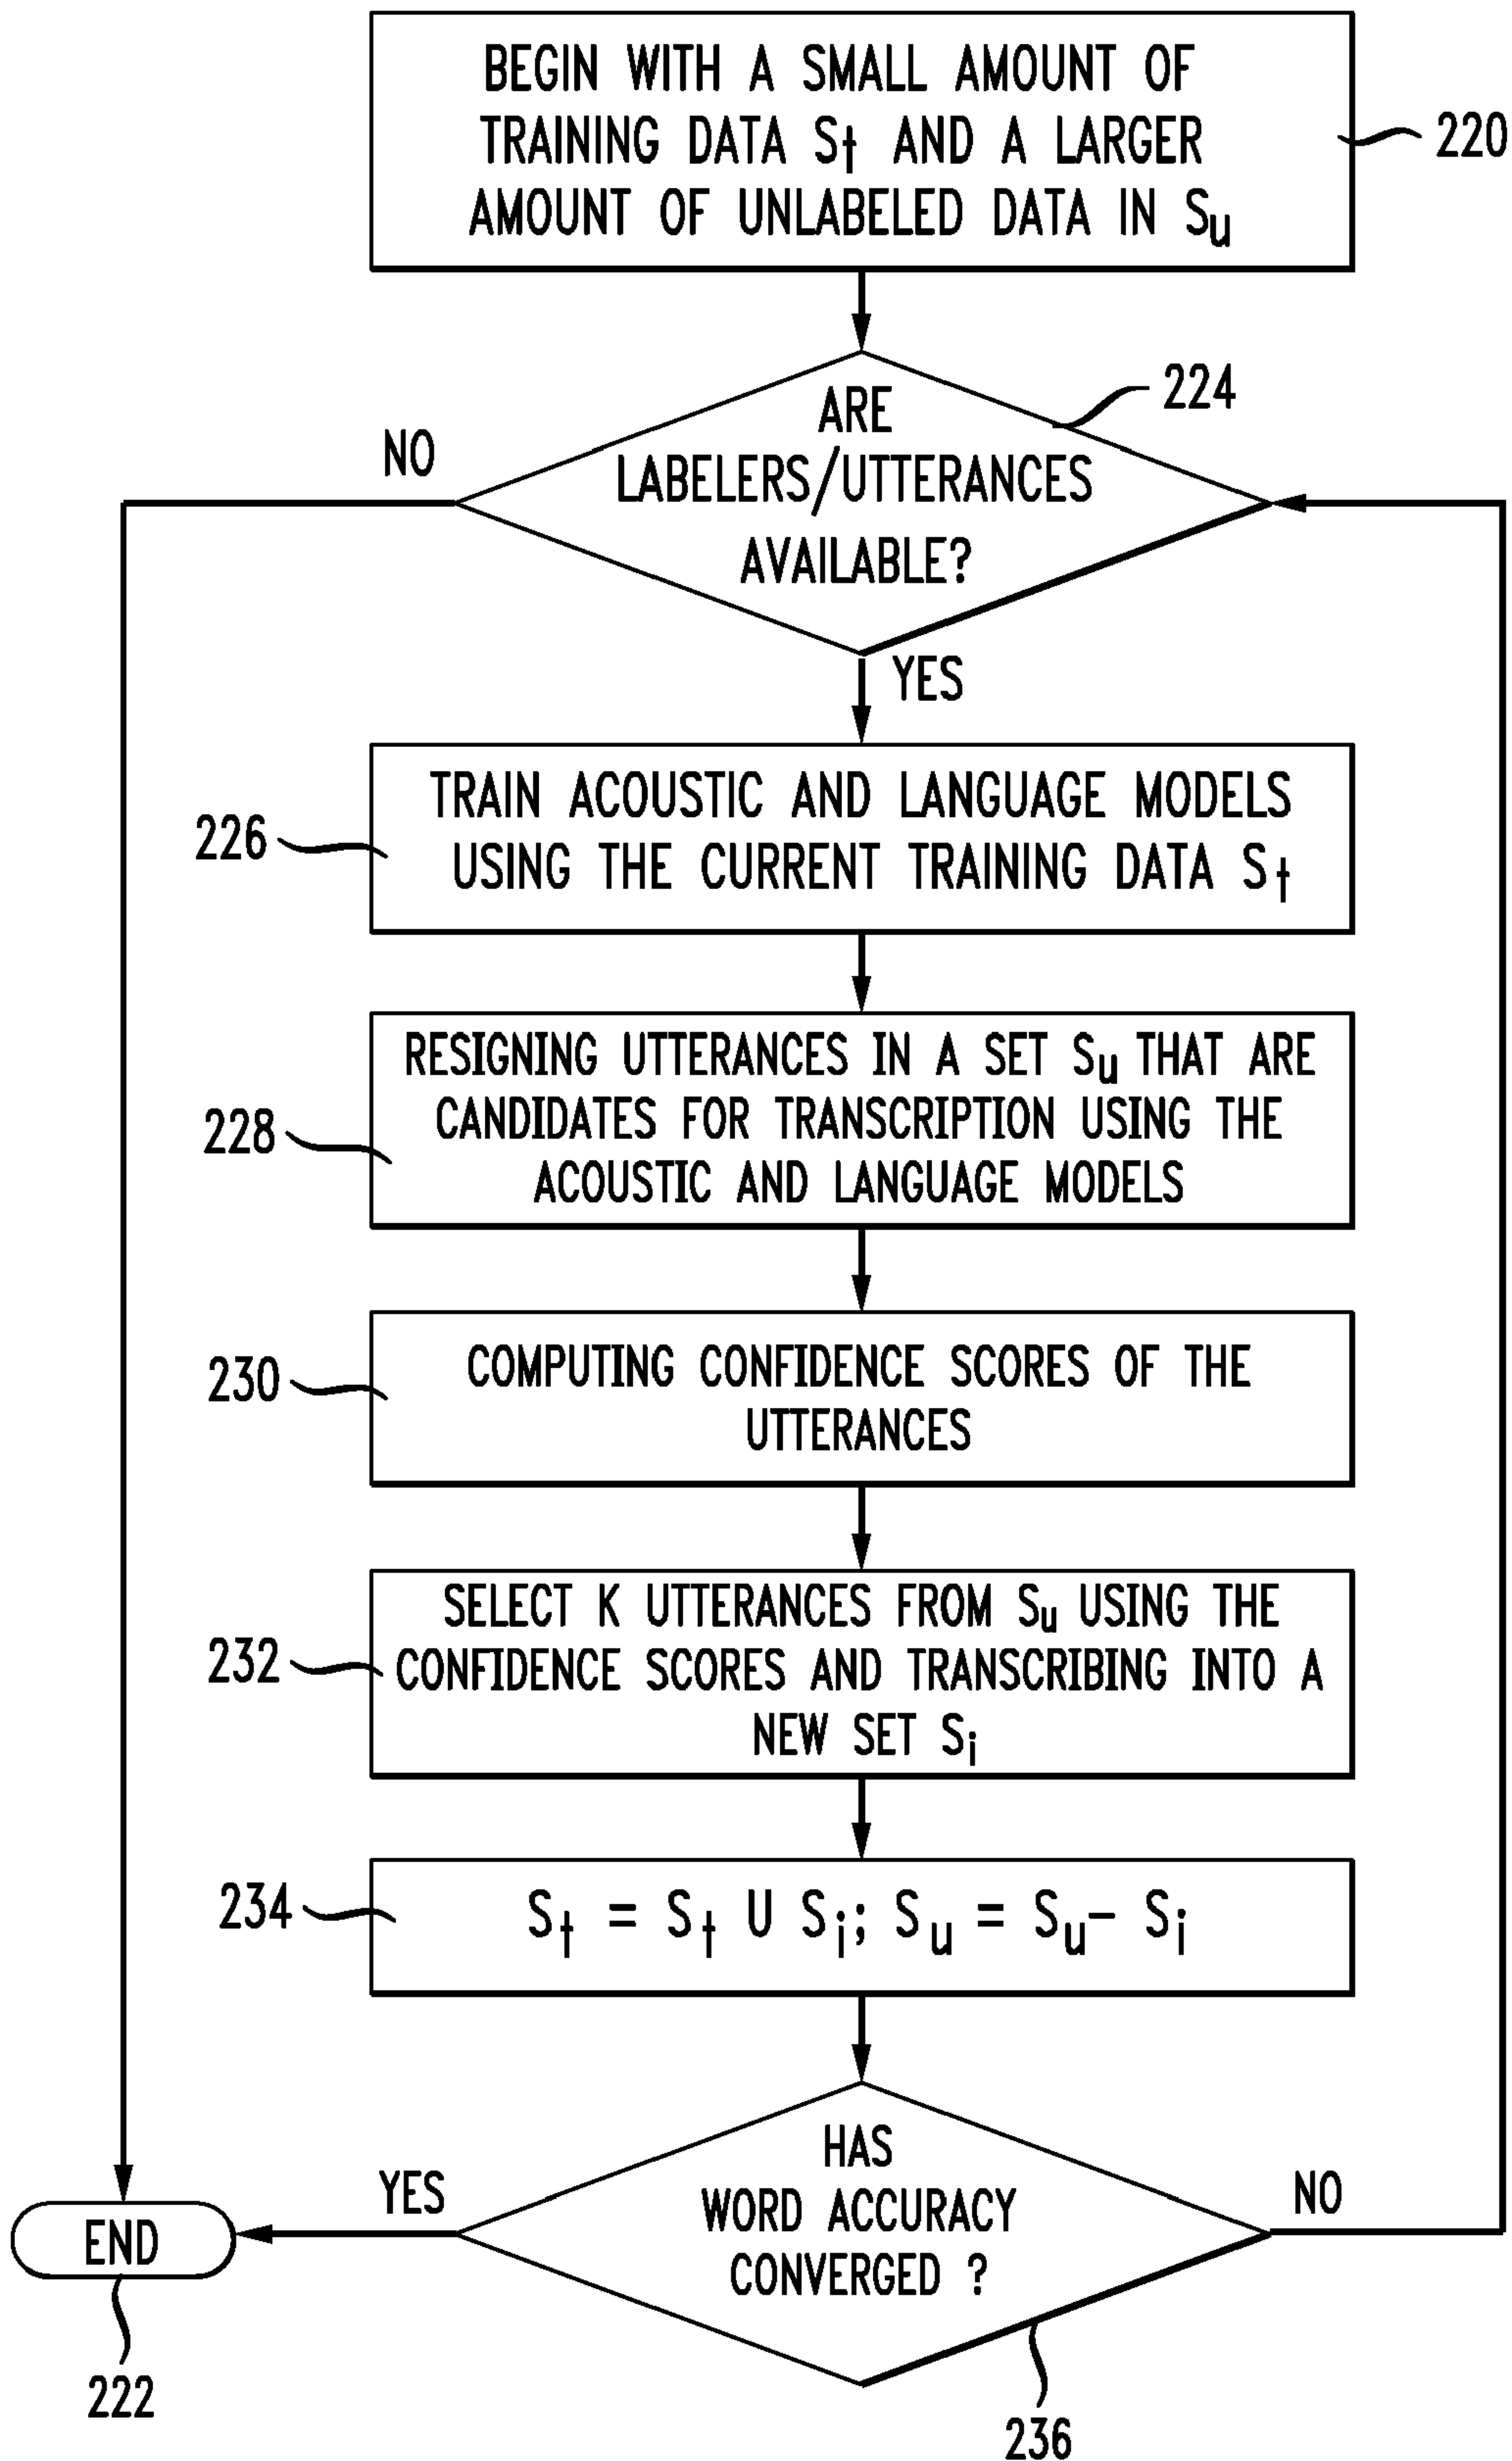 BEGIN WITH A SMALL AMOUNT OF
TRAINING DATA St AND A LARGER
AMOUNT OF UNLABELED DATA IN Su
220
ARE
LABELERS/UTTERANCES
AVAILABLE?
224
NO
YES
TRAIN ACOUSTIC AND LANGUAGE MODELS
USING THE CURRENT TRAINING DATA St
226
RESIGNING UTTERANCES IN A SET Su THAT ARE
CANDIDATES FOR TRANSCRIPTION USING THE
ACOUSTIC AND LANGUAGE MODELS
228
COMPUTING CONFIDENCE SCORES OF THE
UTTERANCES
230
SELECT K UTTERANCES FROM Su USING THE
CONFIDENCE SCORES AND TRANSCRIBING INTO A
NEW SET Si
232
St = St U Si; Su = Su- Si
234
HAS
WORD ACCURACY
CONVERGED ?
YES
NO
END
222
236